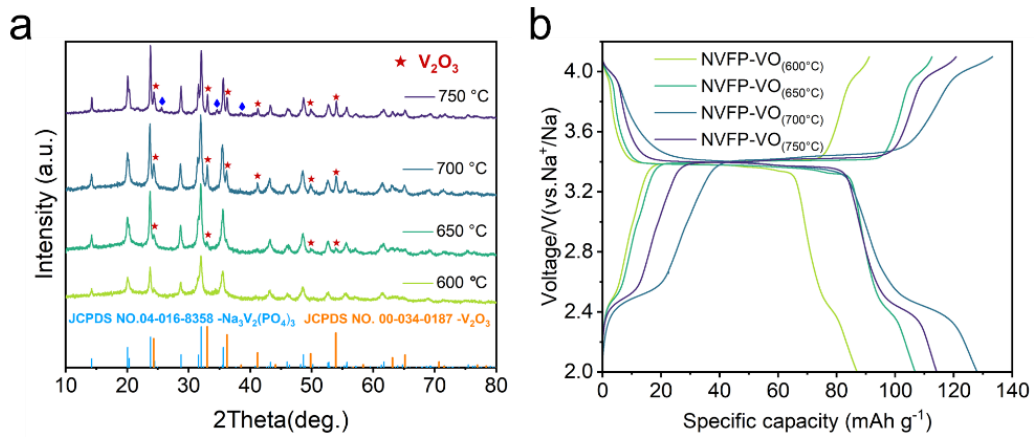 a
Intensity (a.u.)
★ V₂O₃
750 °C
700 °C
650 °C
600 °C
JCPDS NO.04-016-8358 -Na₃V₂(PO₄)₃ JCPDS NO. 00-034-0187 -V₂O₃
10 20 30 40 50 60 70 80
2Theta(deg.)
b
Voltage/V(vs.Na⁺/Na)
4.0
3.6
3.2
2.8
2.4
2.0
NVFP-VO(600°C)
NVFP-VO(650°C)
NVFP-VO(700°C)
NVFP-VO(750°C)
0 20 40 60 80 100 120 140
Specific capacity (mAh g⁻¹)